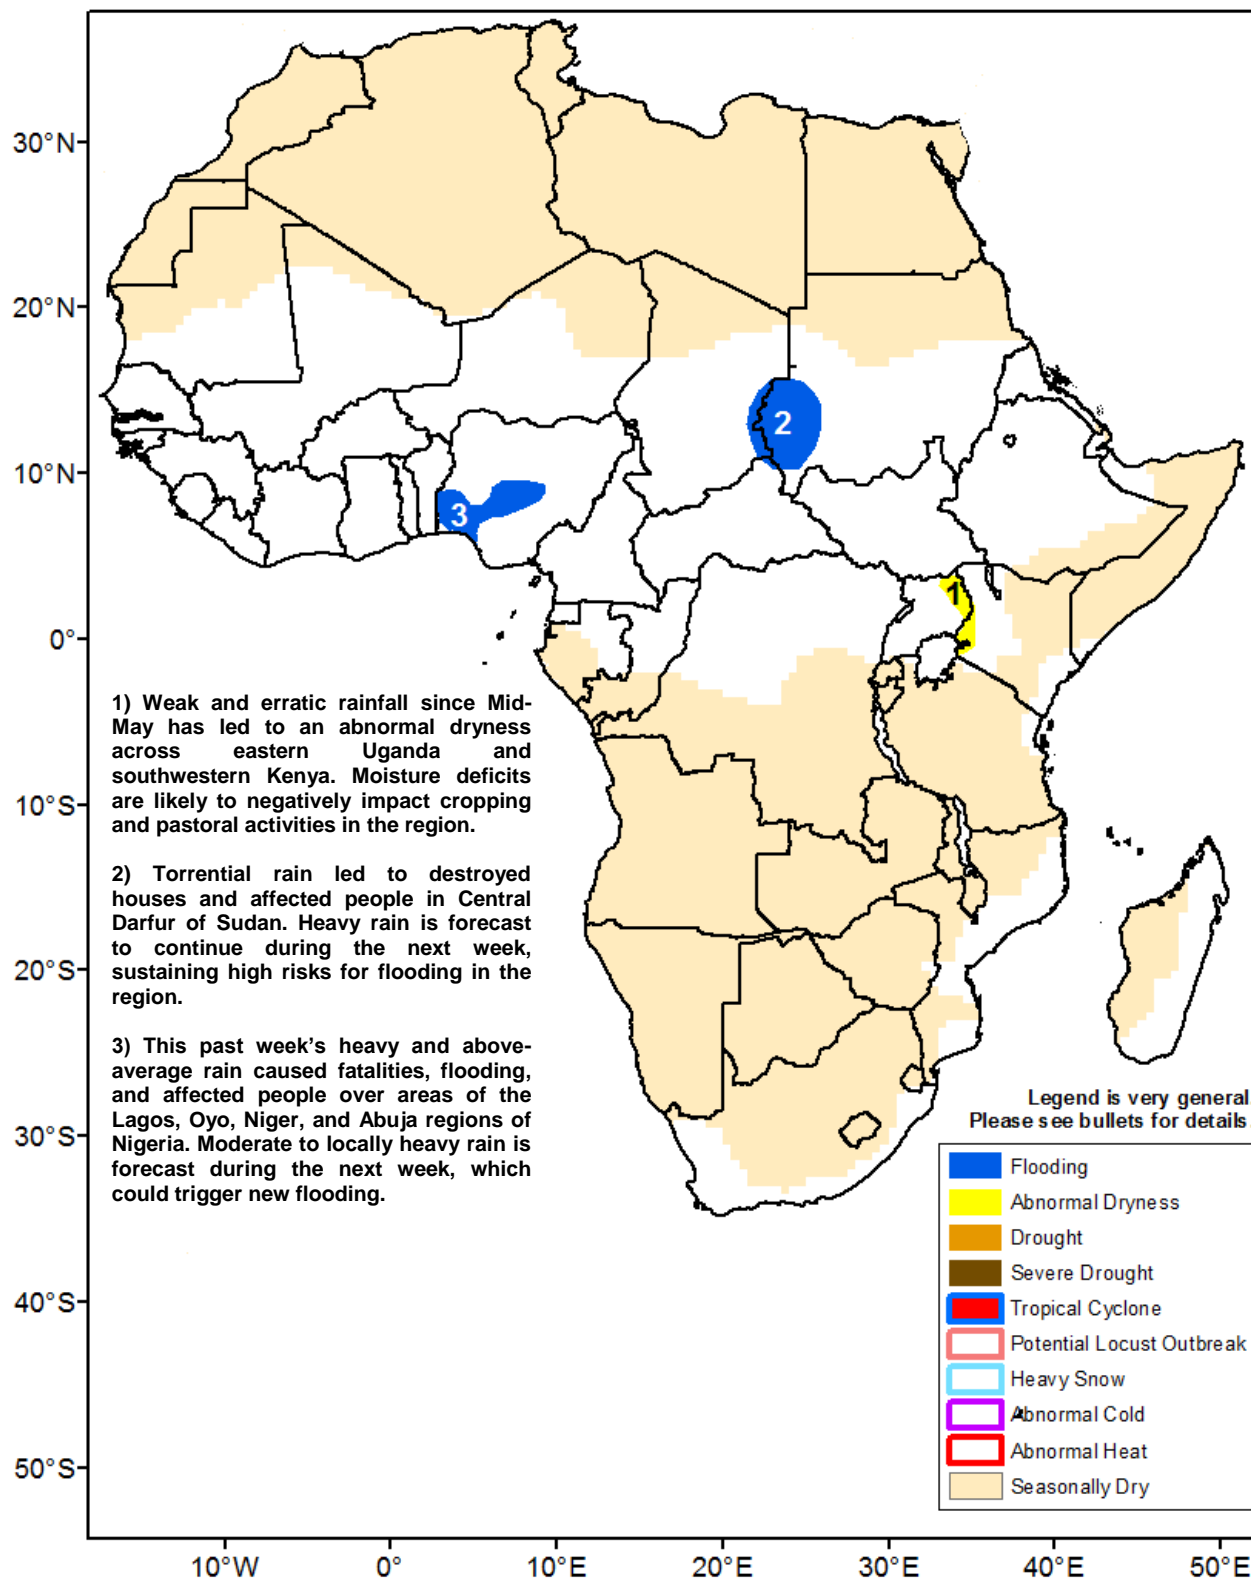 30°N
20°N
10°N
0°
10°S
20°S
30°S
40°S
50°S
2
3
1
1) Weak and erratic rainfall since Mid-
May has led to an abnormal dryness
across eastern Uganda and
southwestern Kenya. Moisture deficits
are likely to negatively impact cropping
and pastoral activities in the region.
2) Torrential rain led to destroyed
houses and affected people in Central
Darfur of Sudan. Heavy rain is forecast
to continue during the next week,
sustaining high risks for flooding in the
region.
3) This past week's heavy and above-
average rain caused fatalities, flooding,
and affected people over areas of the
Lagos, Oyo, Niger, and Abuja regions of
Nigeria. Moderate to locally heavy rain is
forecast during the next week, which
could trigger new flooding.
Legend is very general.
Please see bullets for details.
Flooding
Abnormal Dryness
Drought
Severe Drought
Tropical Cyclone
Potential Locust Outbreak
Heavy Snow
Abnormal Cold
Abnormal Heat
Seasonally Dry
10°W
0°
10°E
20°E
30°E
40°E
50°E